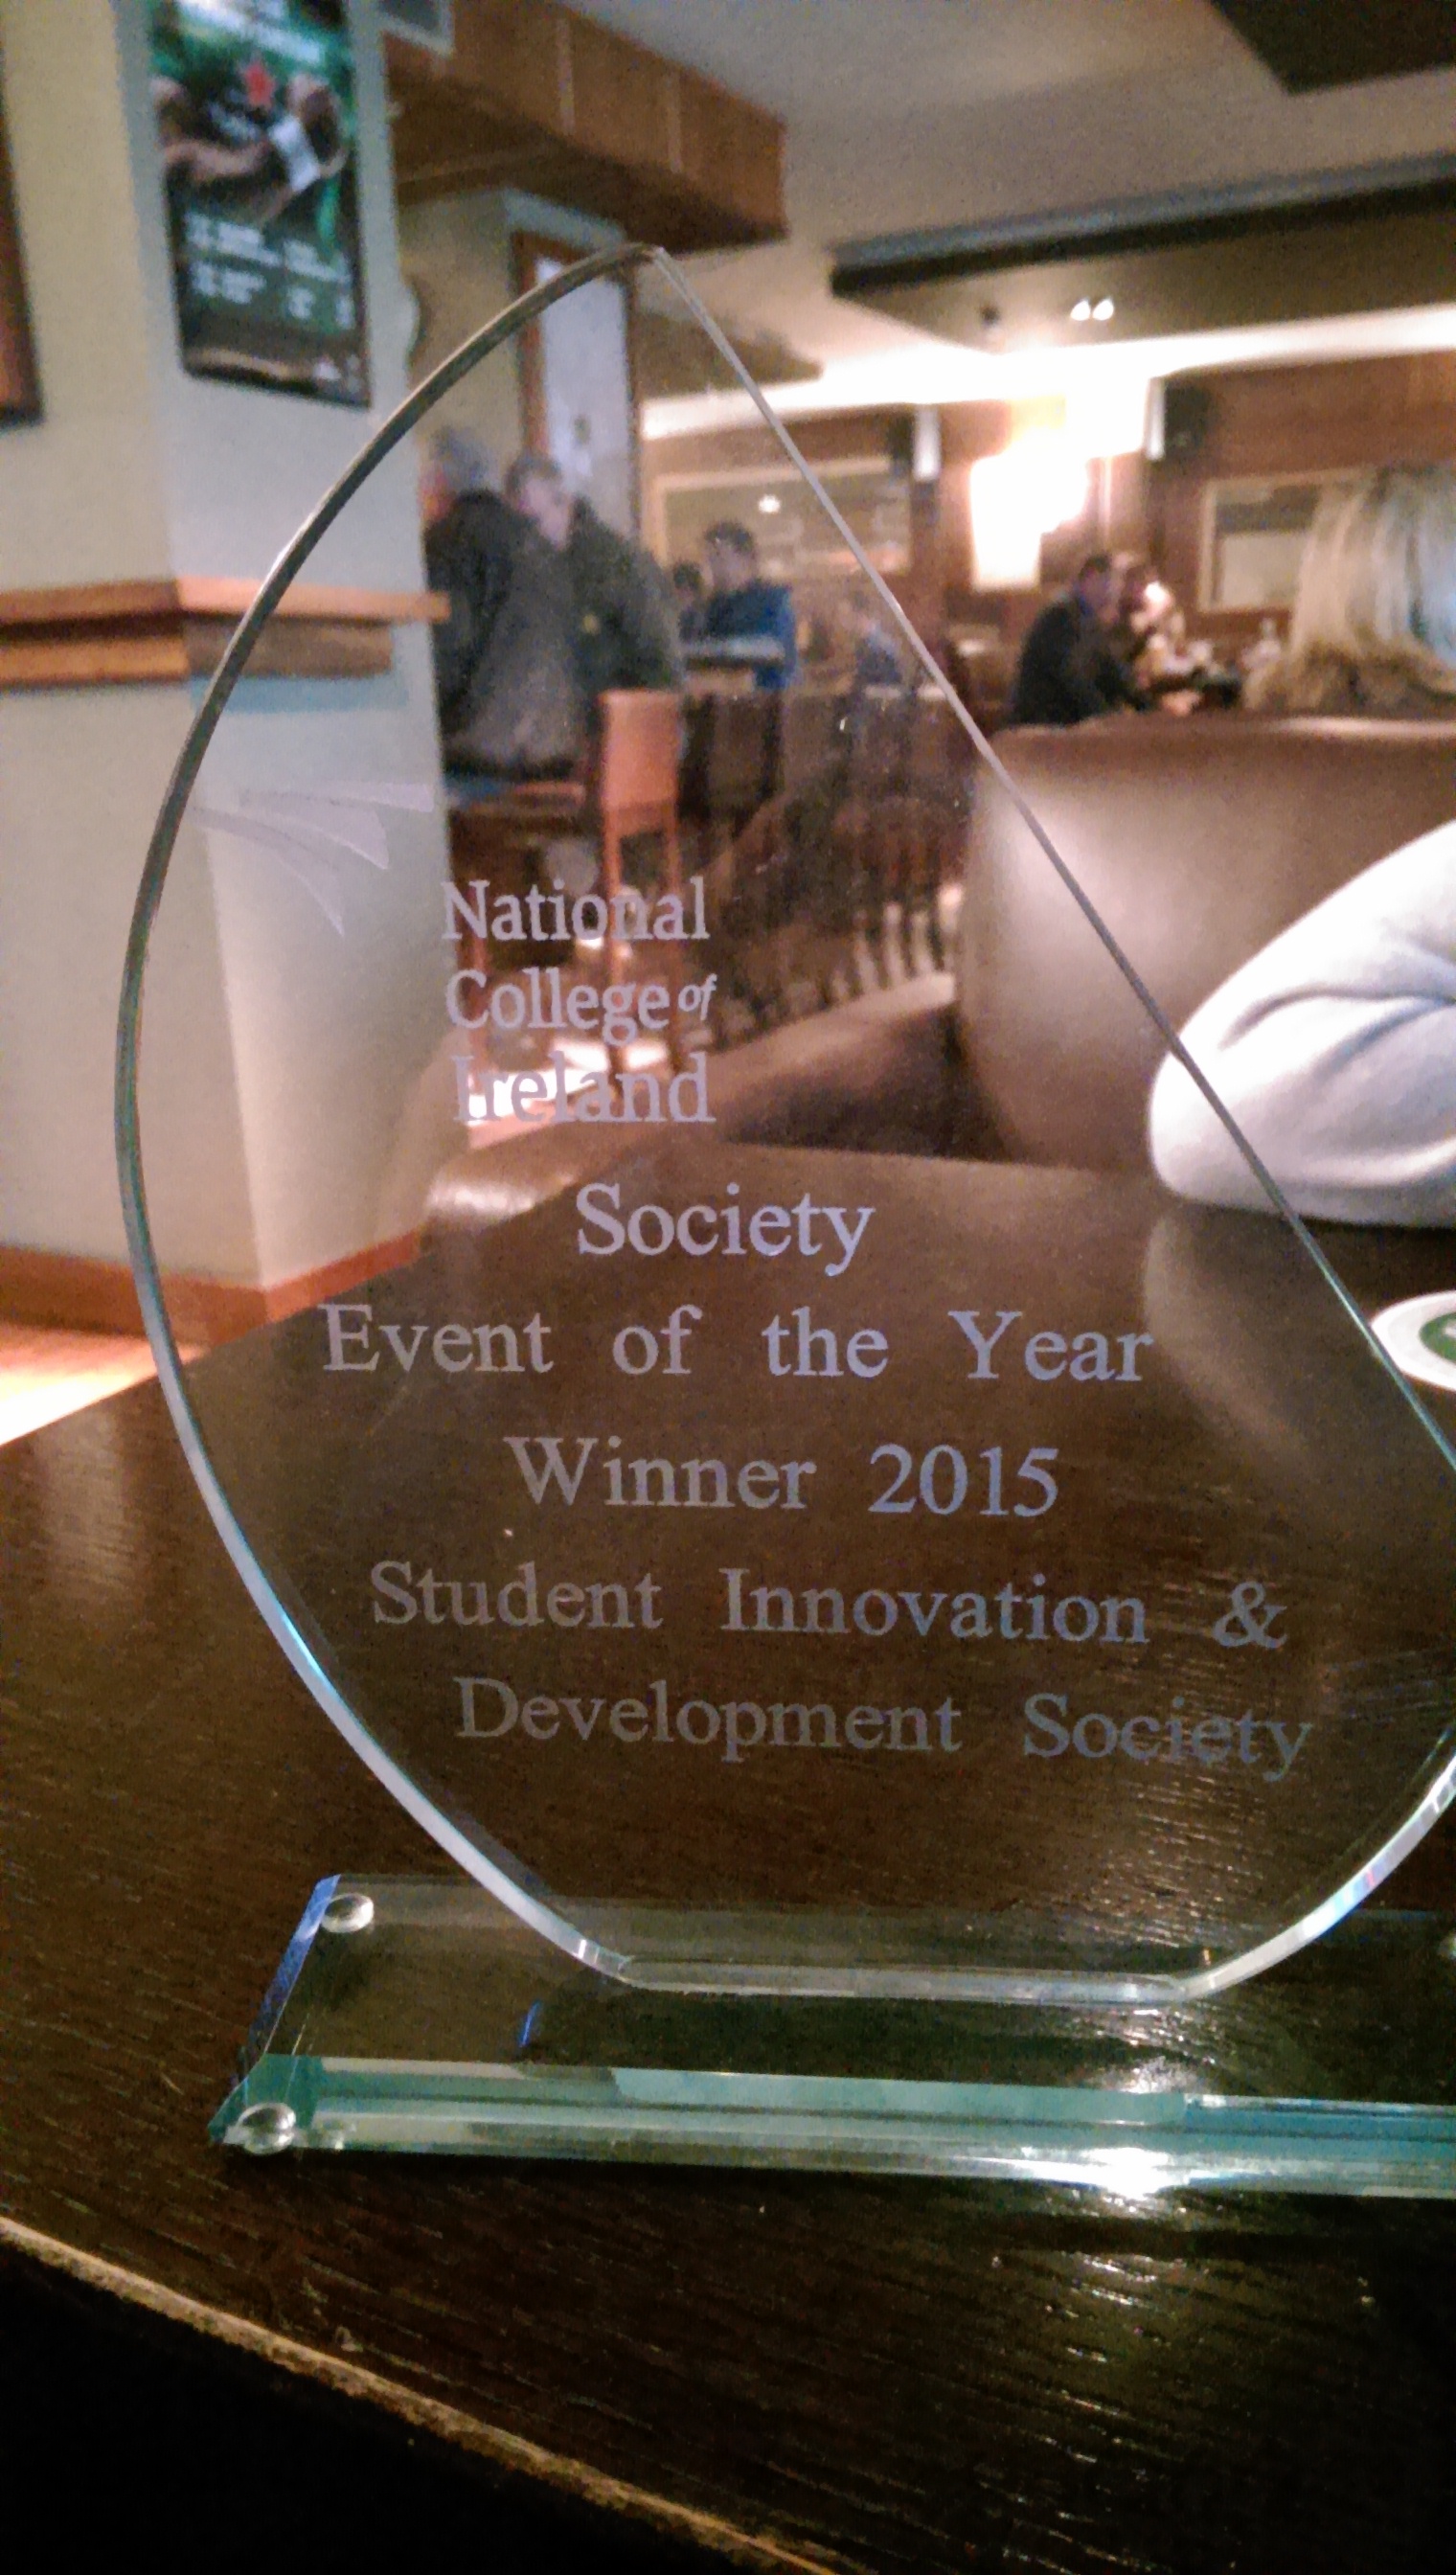 National
College of
Ireland
Society
Event of the Year
Winner 2015
Student Innovation &
Development Society